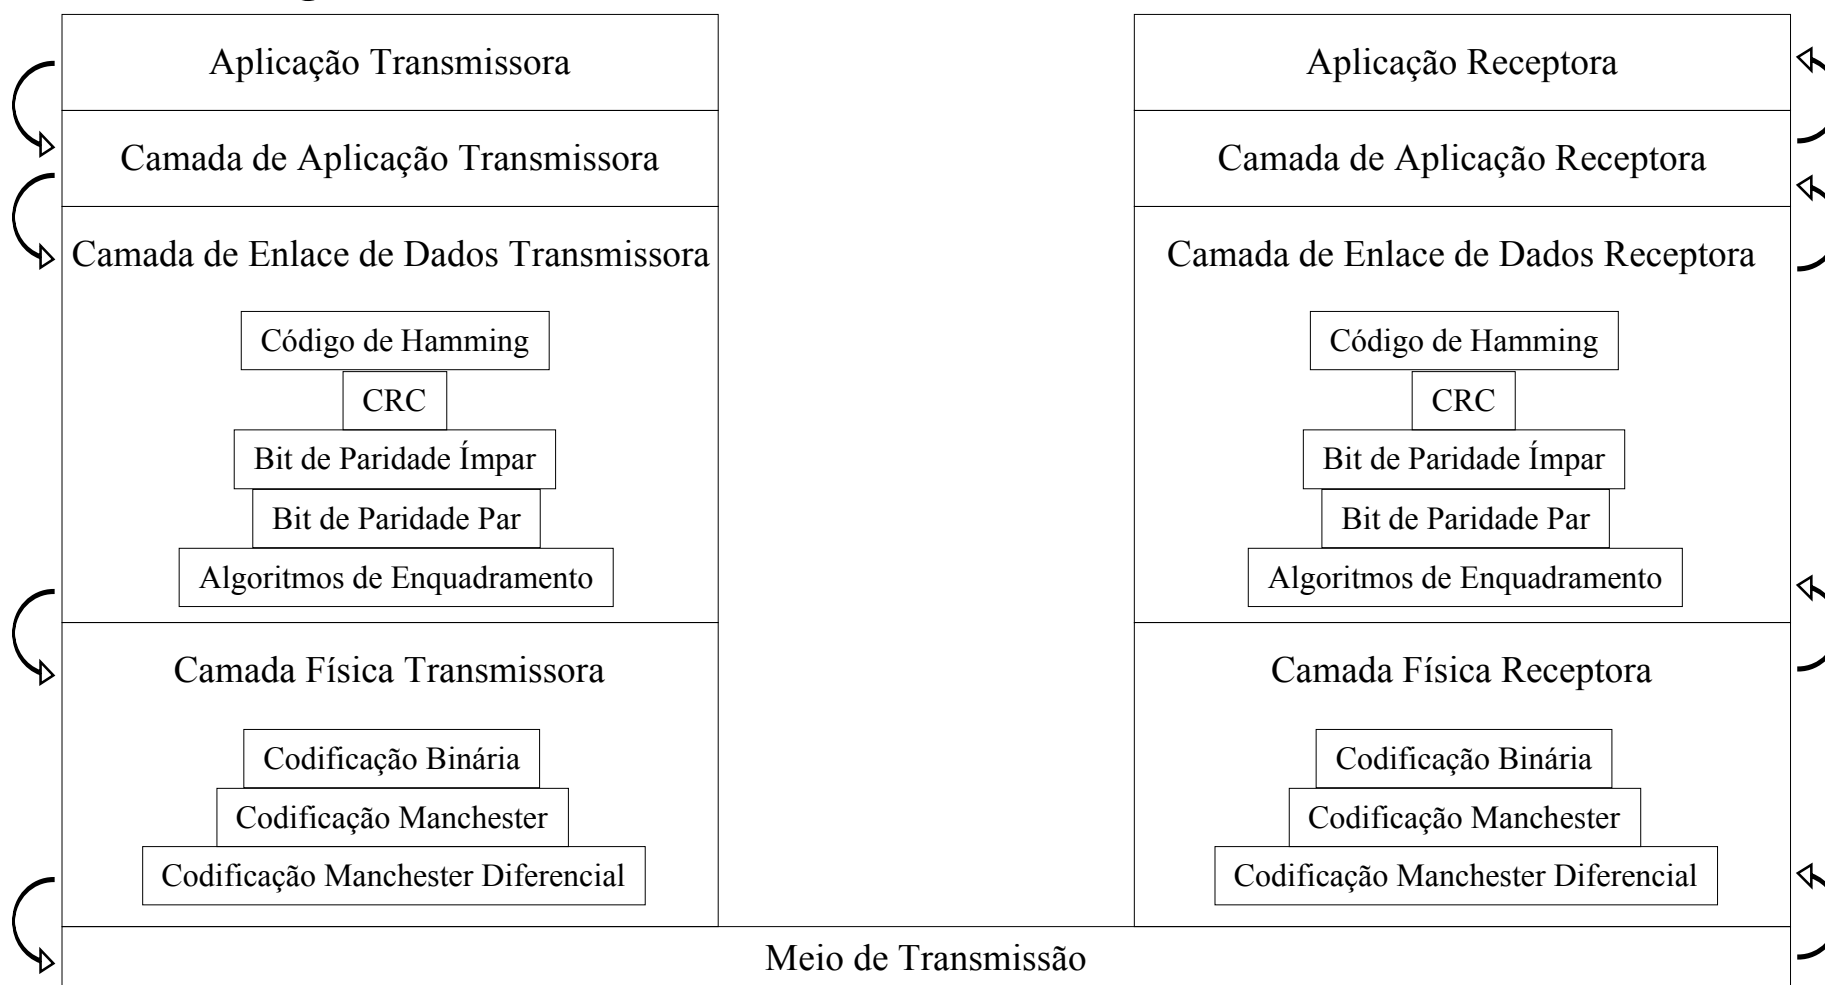 Aplicação Transmissora
Camada de Aplicação Transmissora
Camada de Enlace de Dados Transmissora
Código de Hamming
CRC
Bit de Paridade Ímpar
Bit de Paridade Par
Algoritmos de Enquadramento
Camada Física Transmissora
Codificação Binária
Codificação Manchester
Codificação Manchester Diferencial
Aplicação Receptora
Camada de Aplicação Receptora
Camada de Enlace de Dados Receptora
Código de Hamming
CRC
Bit de Paridade Ímpar
Bit de Paridade Par
Algoritmos de Enquadramento
Camada Física Receptora
Codificação Binária
Codificação Manchester
Codificação Manchester Diferencial
Meio de Transmissão